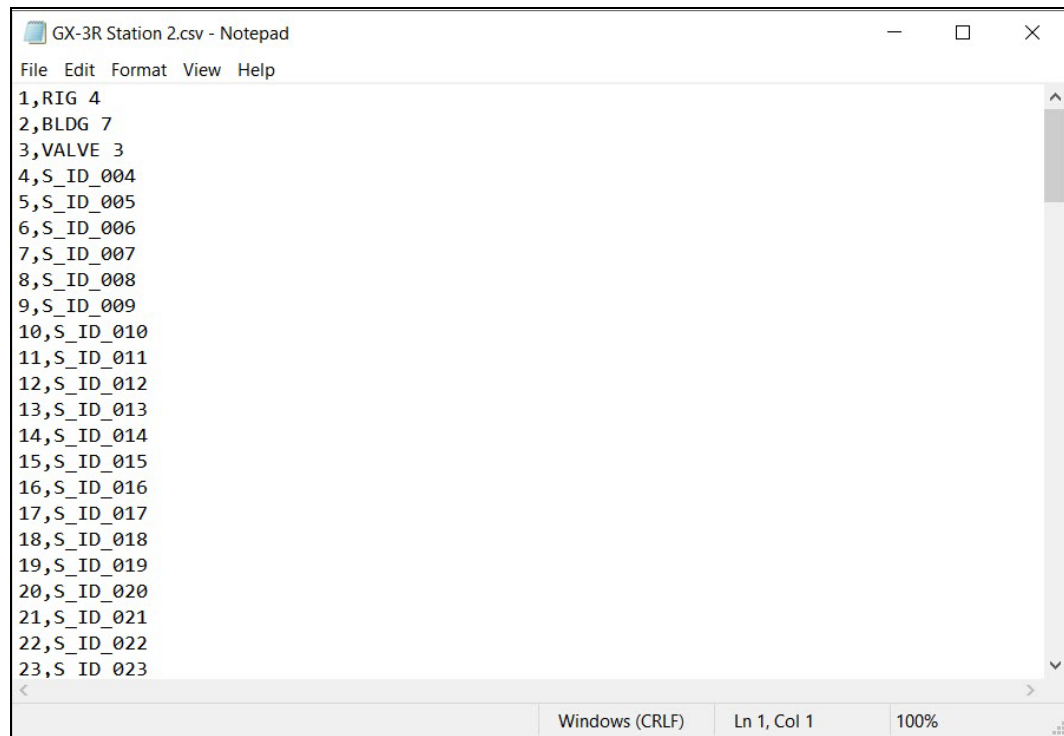 GX-3R Station 2.csv - Notepad
File Edit Format View Help
1,RIG 4
2,BLDG 7
3,VALVE 3
4,S_ID_004
5,S_ID_005
6,S_ID_006
7,S_ID_007
8,S_ID_008
9,S_ID_009
10,S_ID_010
11,S_ID_011
12,S_ID_012
13,S_ID_013
14,S_ID_014
15,S_ID_015
16,S_ID_016
17,S_ID_017
18,S_ID_018
19,S_ID_019
20,S_ID_020
21,S_ID_021
22,S_ID_022
23,S_ID_023
Windows (CRLF) Ln 1, Col 1 100%